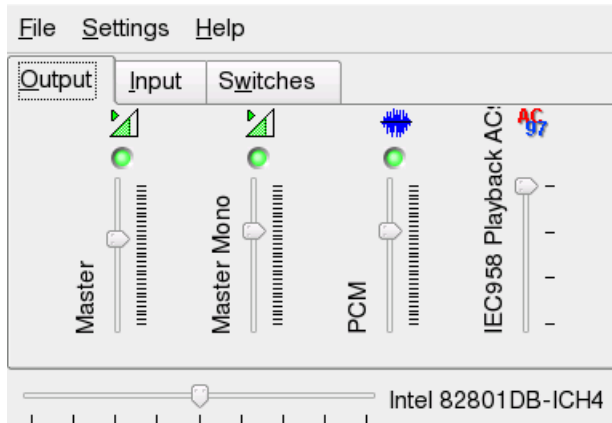 File Settings Help
Output Input Switches
Master
Master Mono
PCM
IEC958 Playback AC
AC
97
Intel 82801DB-ICH4